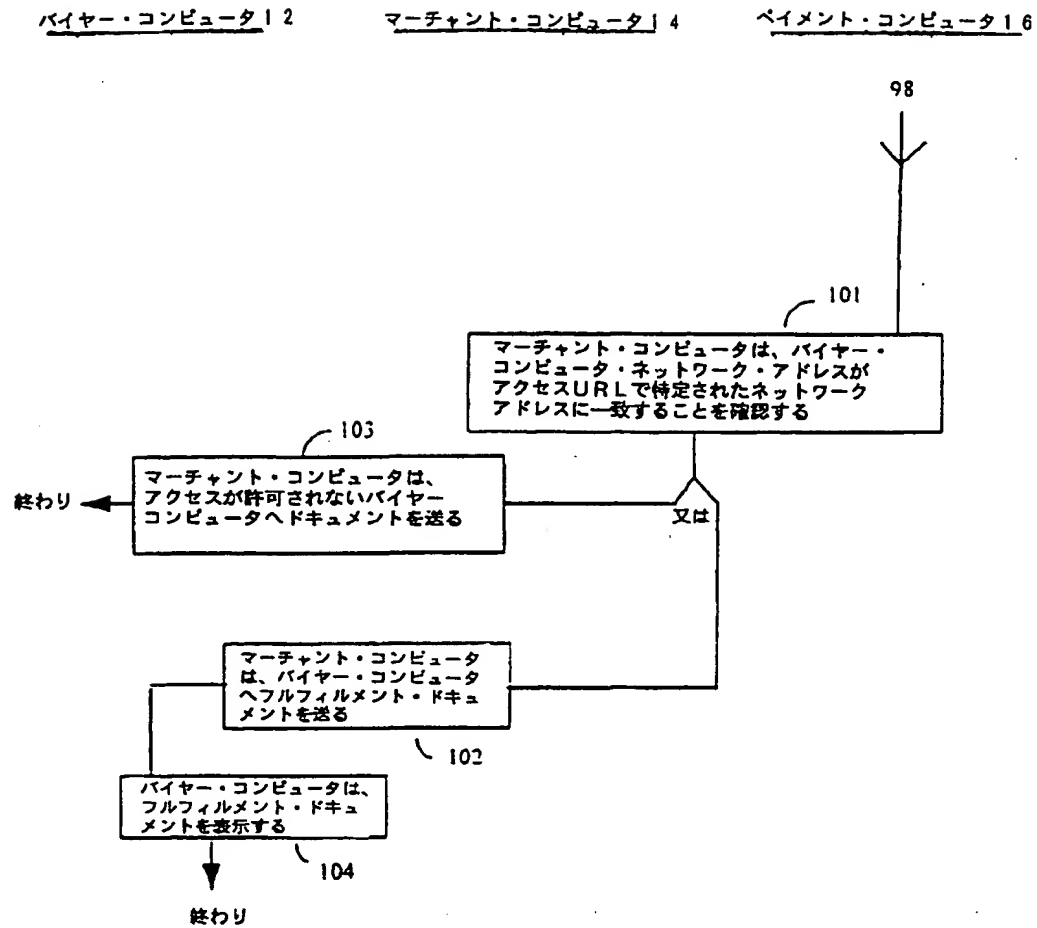 バイヤー・コンピュータ12
マーチャント・コンピュータ14
ペイメント・コンピュータ16
98
101
マーチャント・コンピュータは、バイヤー・
コンピュータ・ネットワーク・アドレスが
アクセスURLで特定されたネットワーク
アドレスに一致することを確認する
103
マーチャント・コンピュータは、
アクセスが許可されないバイヤー
コンピュータへドキュメントを送る
終わり
又は
マーチャント・コンピュータ
は、バイヤー・コンピュータ
へフルフィルメント・ドキュ
メントを送る
102
バイヤー・コンピュータは、
フルフィルメント・ドキュ
メントを表示する
104
終わり